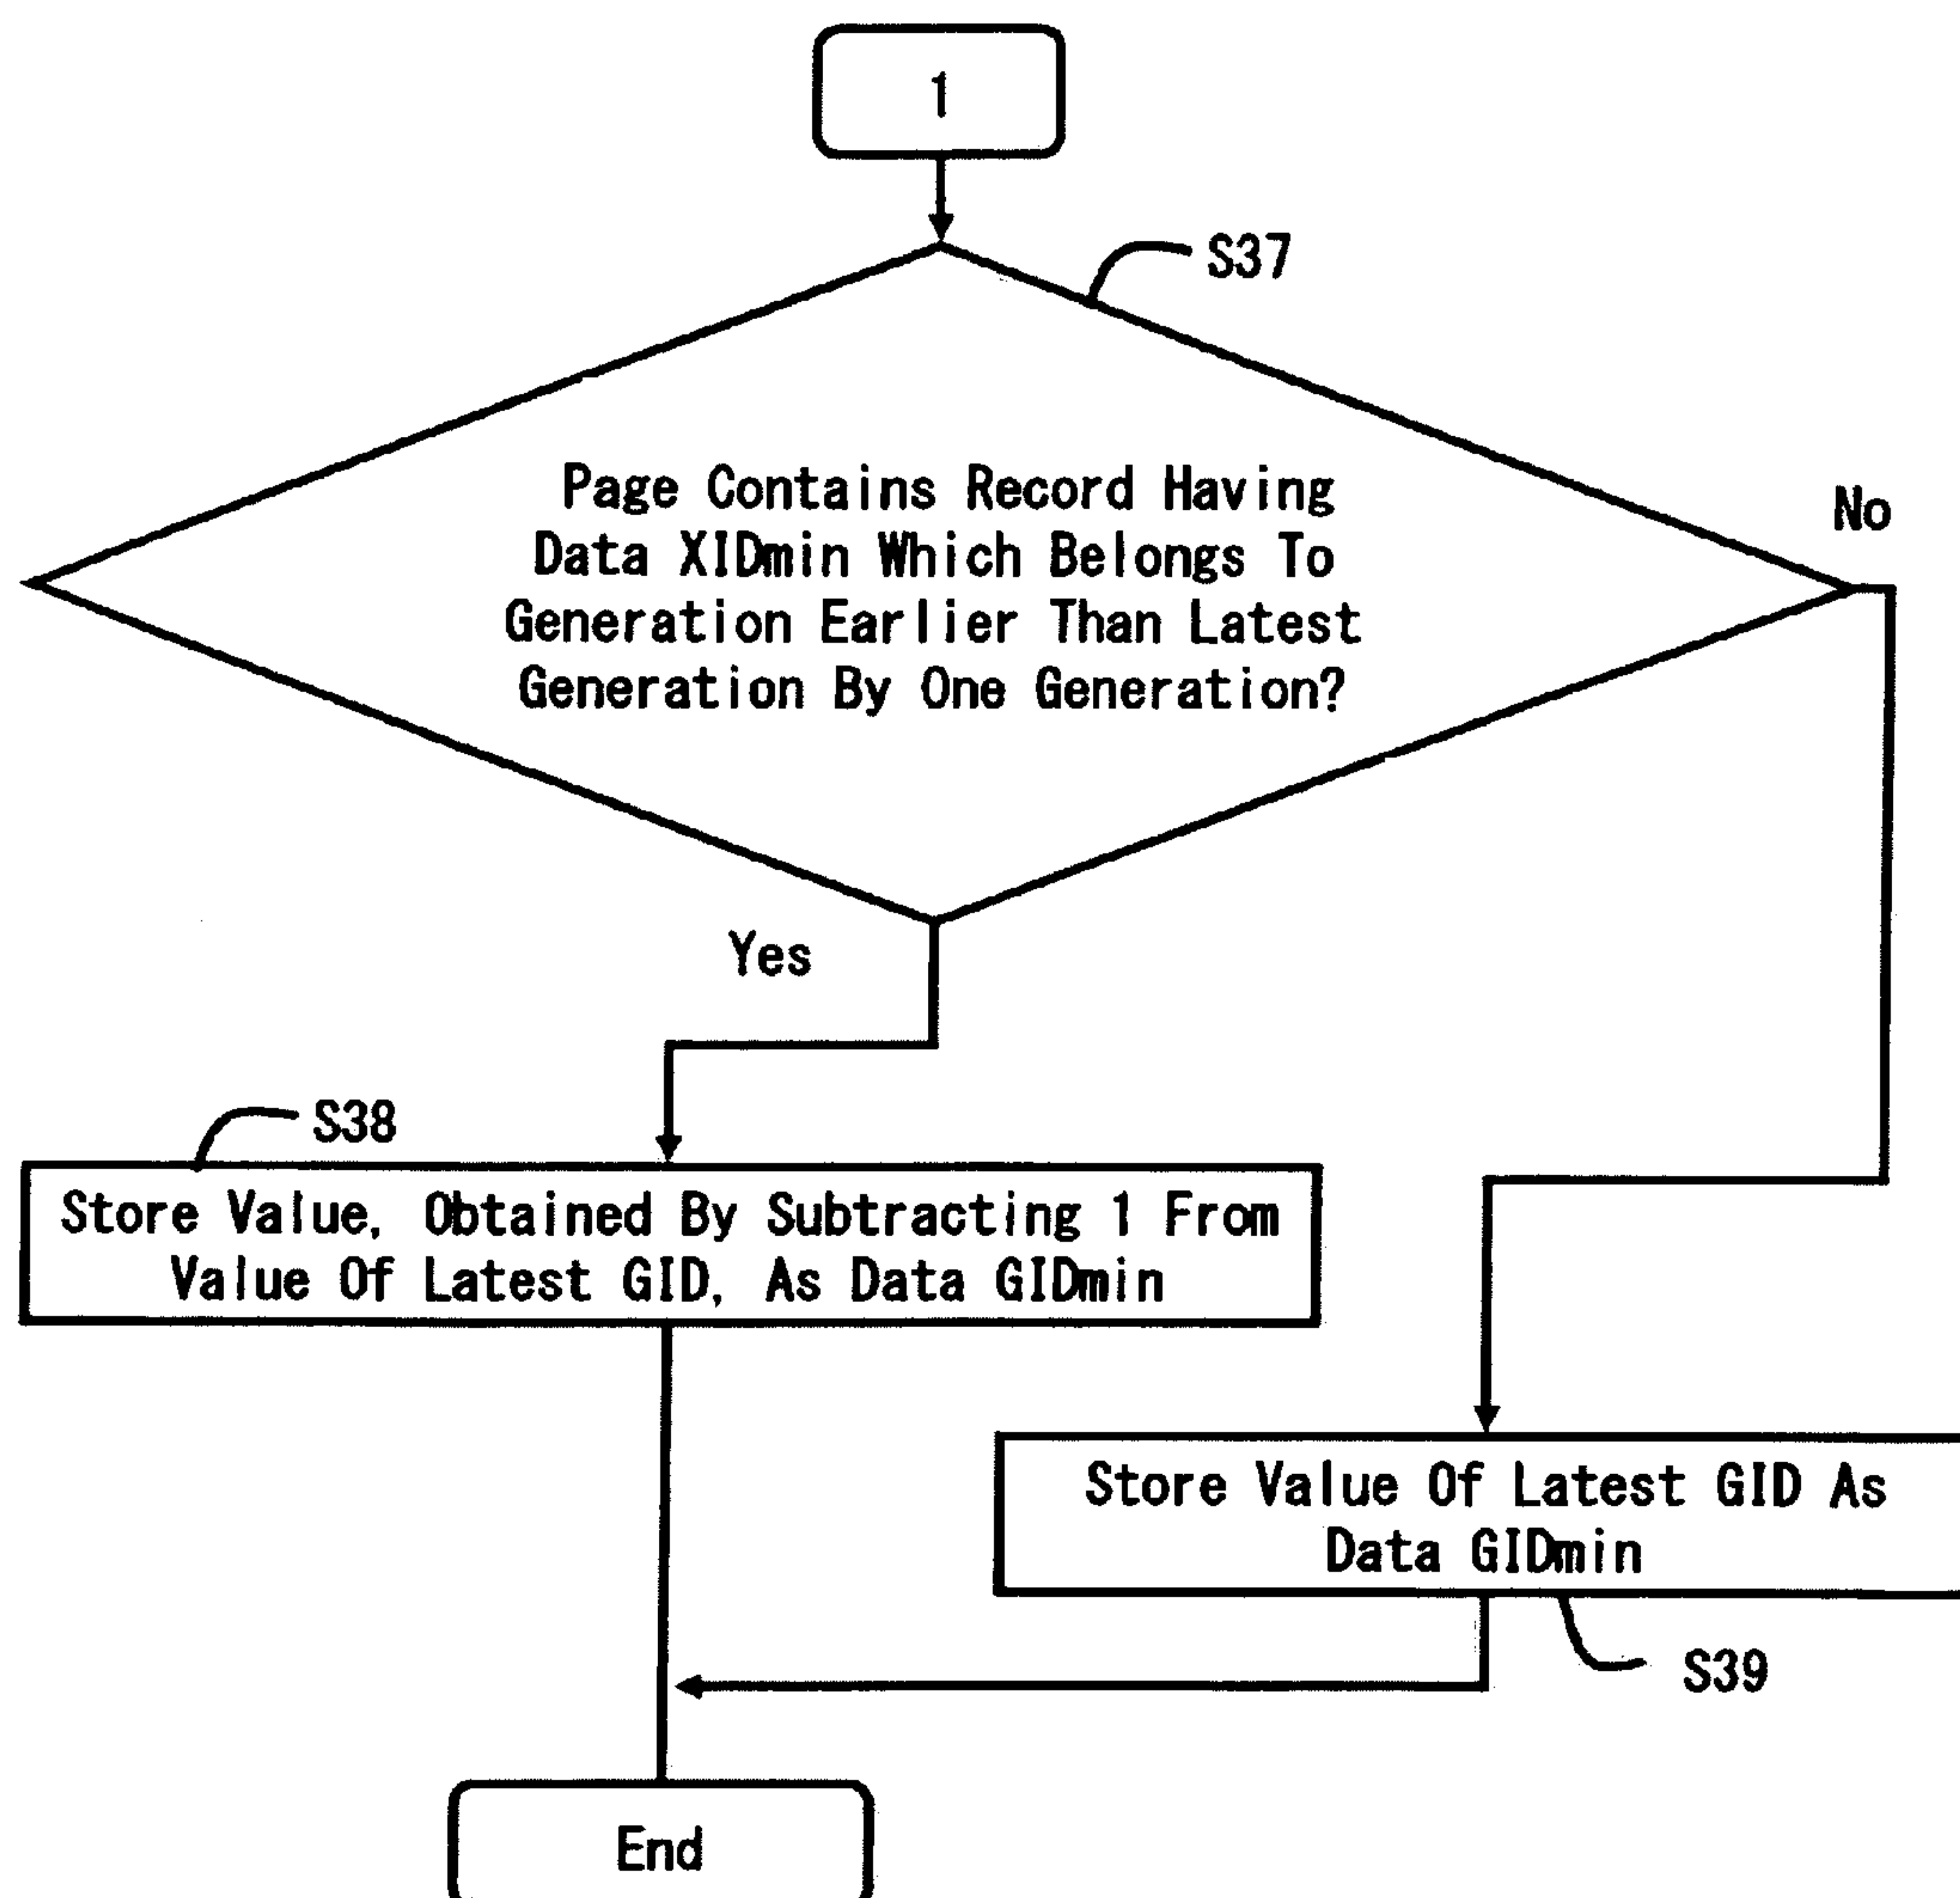 1
S37
Page Contains Record Having
Data XIDmin Which Belongs To
Generation Earlier Than Latest
Generation By One Generation?
No
Yes
S38
Store Value, Obtained By Subtracting 1 From
Value Of Latest GID, As Data GIDmin
Store Value Of Latest GID As
Data GIDmin
S39
End